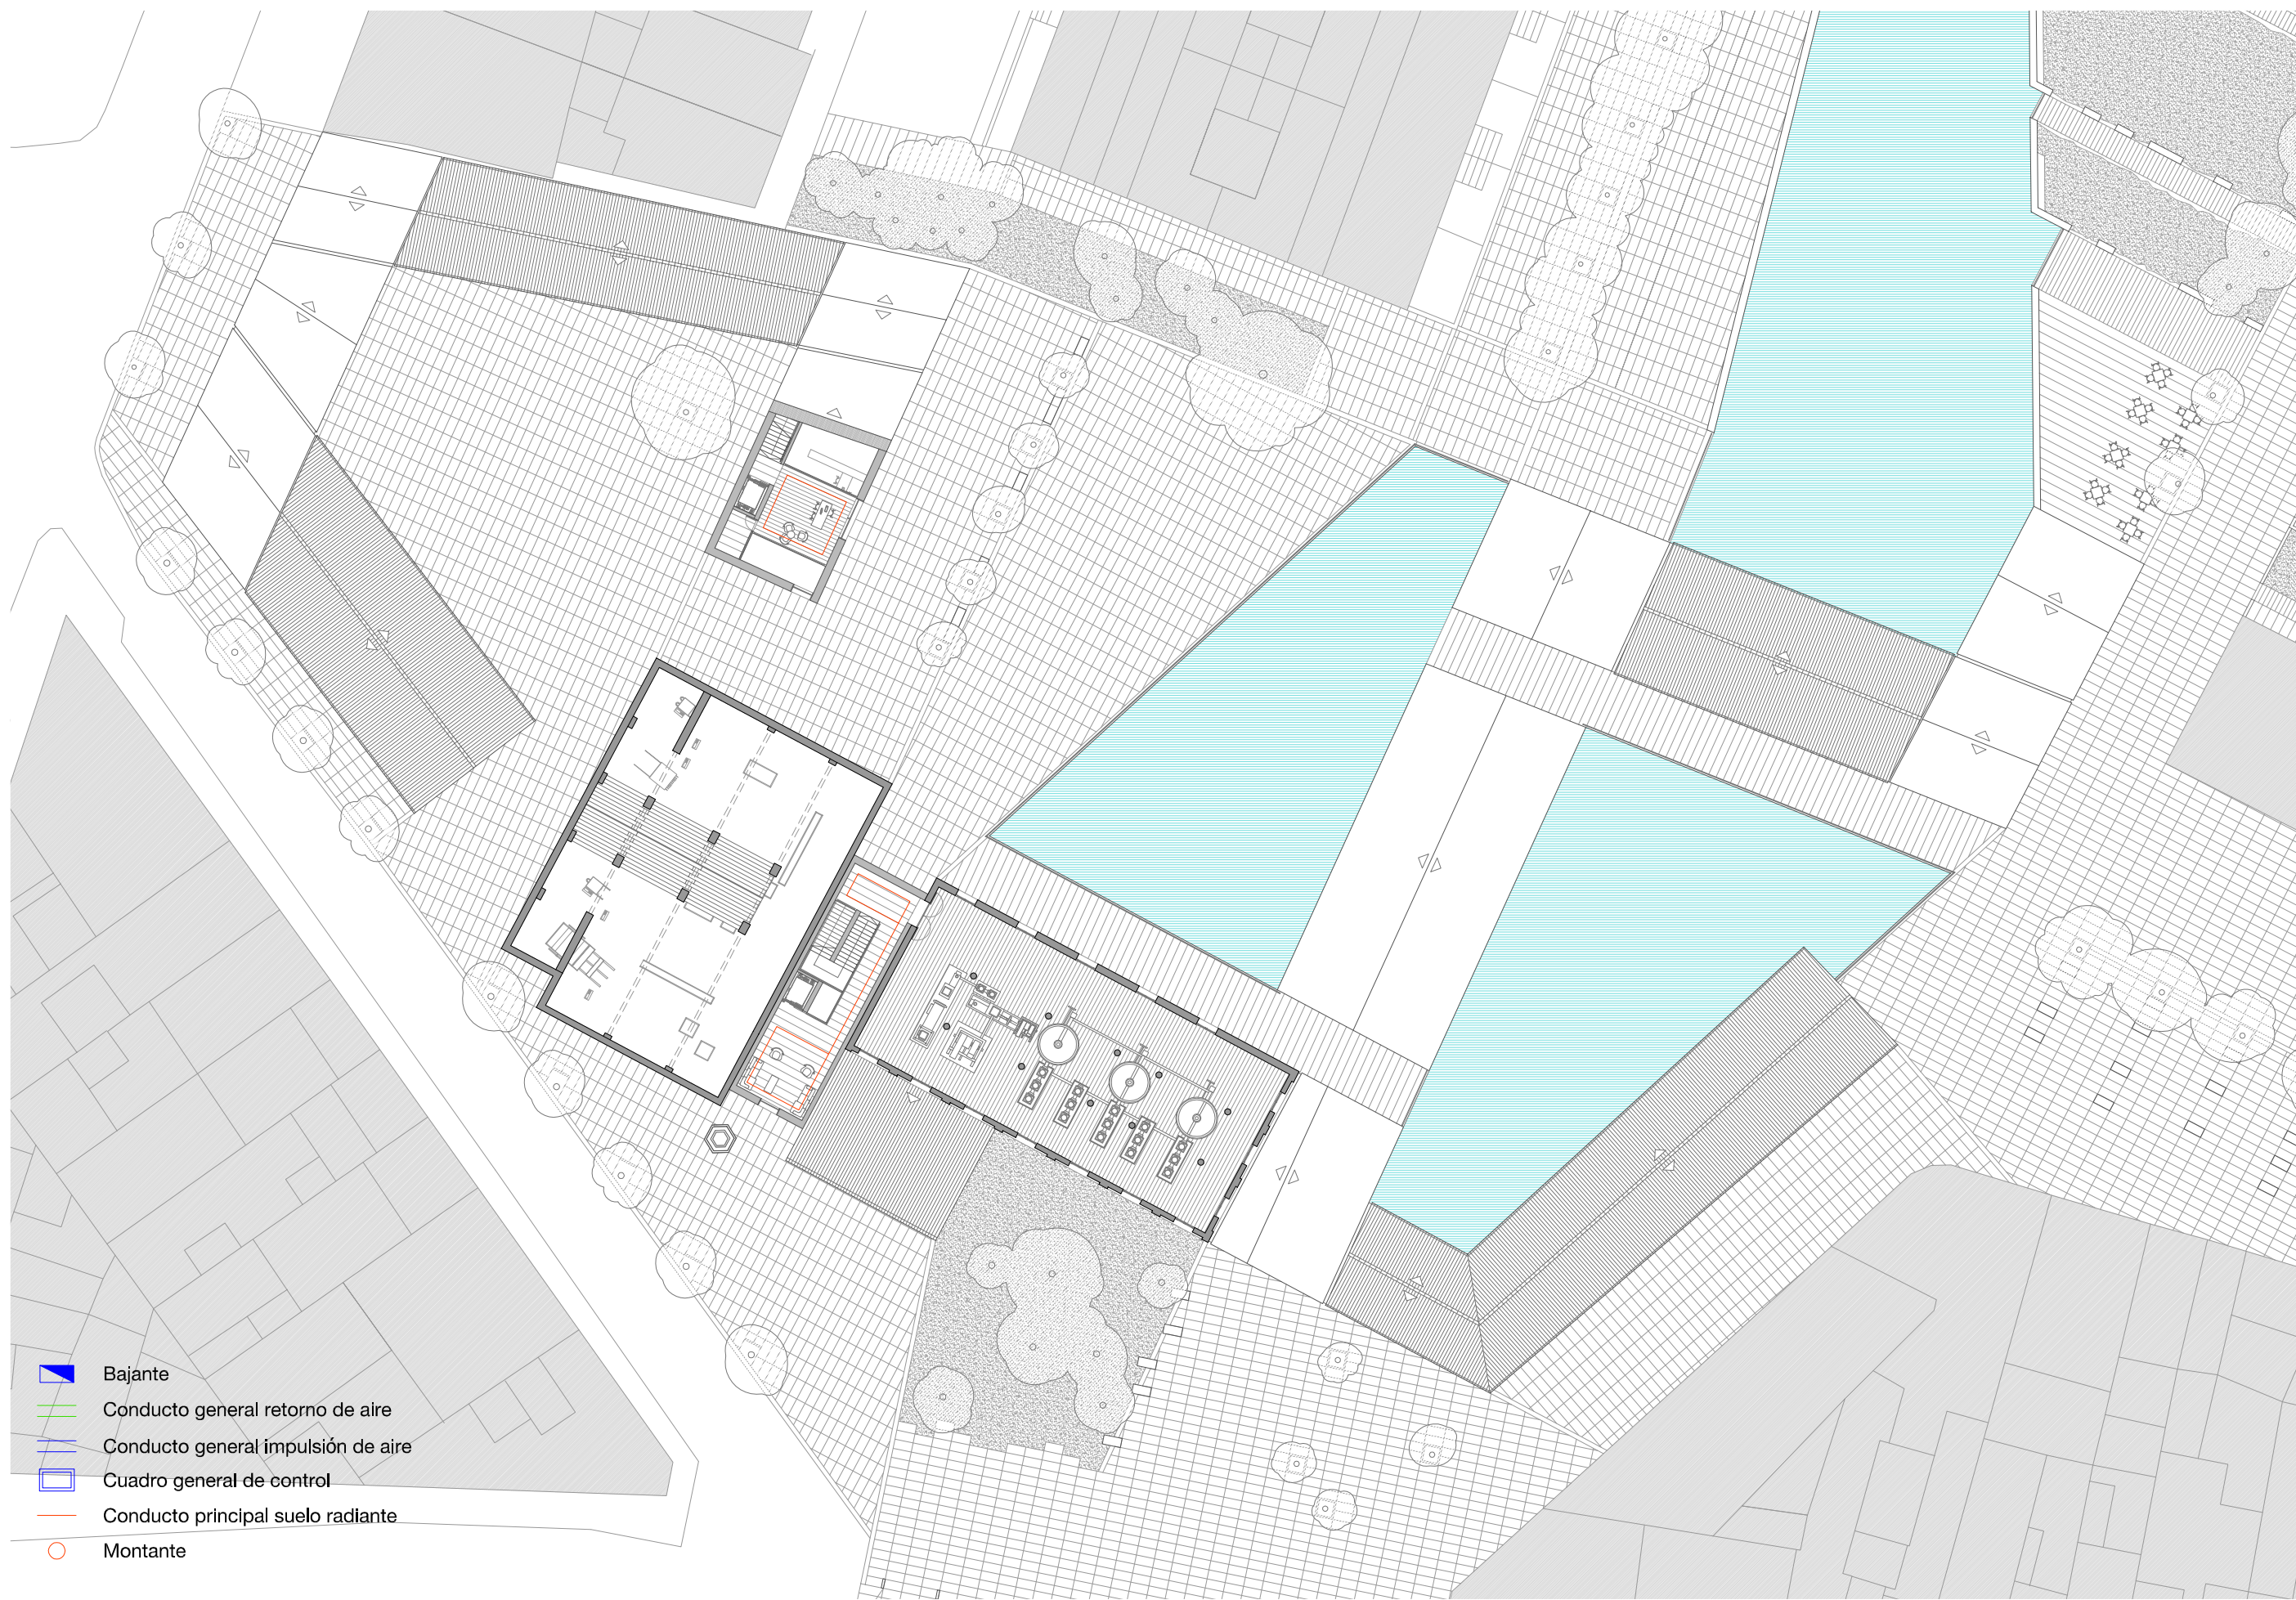 Bajante
Conducto general retorno de aire
Conducto general impulsión de aire
Cuadro general de control
Conducto principal suelo radiante
Montante